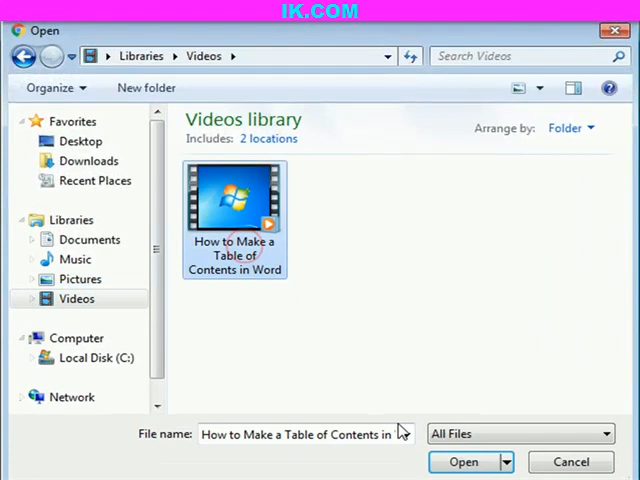 IK.COM
Open
Libraries Videos
Search Videos
Organize
New folder
Favorites
Desktop
Downloads
Recent Places
Libraries
Documents
Music
Pictures
Videos
Computer
Local Disk (C:)
Network
Videos library
Includes: 2 locations
Arrange by: Folder
How to Make a
Table of
Contents in Word
File name: How to Make a Table of Contents in
All Files
Open
Cancel